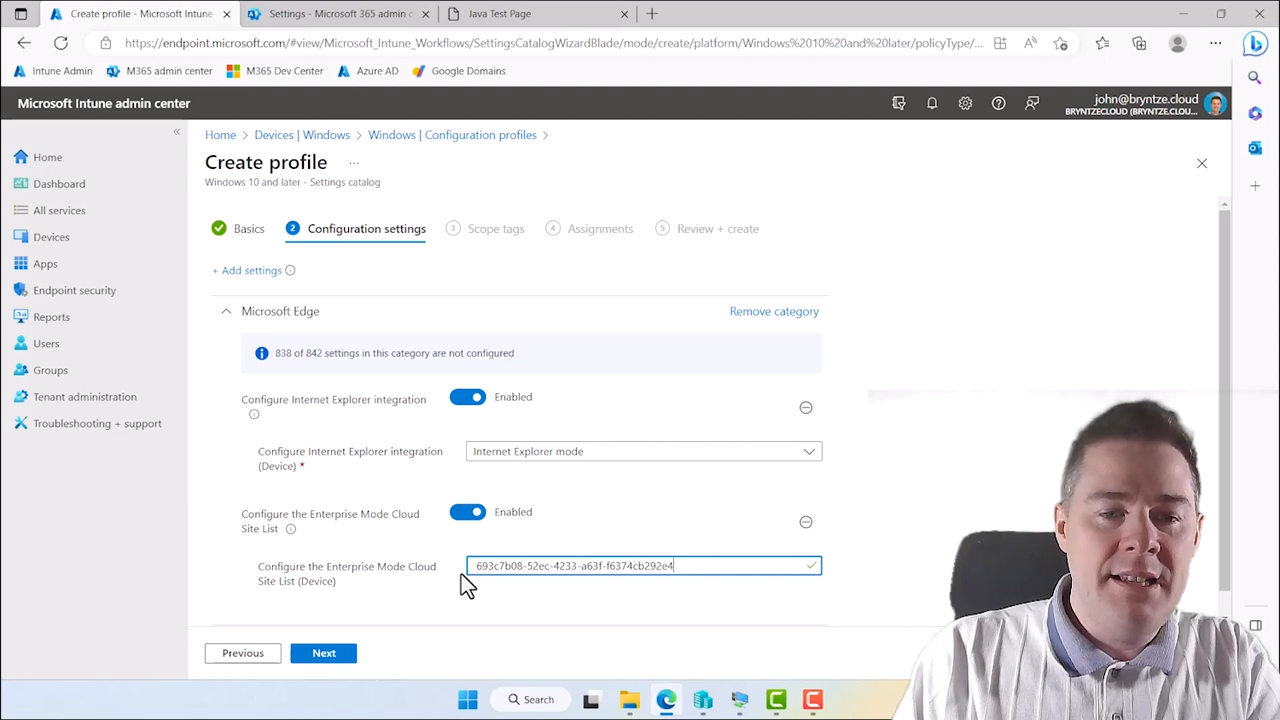 Create profile - Microsoft Intune
Settings - Microsoft 365 admin c
Java Test Page
https://endpoint.microsoft.com/#view/Microsoft_Intune_Workflows/SettingsCatalogWizardBlade/mode/create/platform/Windows%2010%20and%20later/policyType/...
Intune Admin
M365 admin center
M365 Dev Center
Azure AD
Google Domains
Microsoft Intune admin center
john@bryntze.cloud
BRYNTZECLOUD (BRYNTZE.CLOU...
Home > Devices | Windows > Windows | Configuration profiles >
Create profile ...
Windows 10 and later - Settings catalog
Home
Dashboard
All services
Devices
Apps
Endpoint security
Reports
Users
Groups
Tenant administration
Troubleshooting + support
Basics
2 Configuration settings
3 Scope tags
4 Assignments
5 Review + create
+ Add settings
Microsoft Edge
Remove category
838 of 842 settings in this category are not configured
Configure Internet Explorer integration
Enabled
Configure Internet Explorer integration
(Device) *
Internet Explorer mode
Configure the Enterprise Mode Cloud
Site List
Enabled
Configure the Enterprise Mode Cloud
Site List (Device)
693c7b08-52ec-4233-a63f-f6374cb292e4
Previous
Next
Search